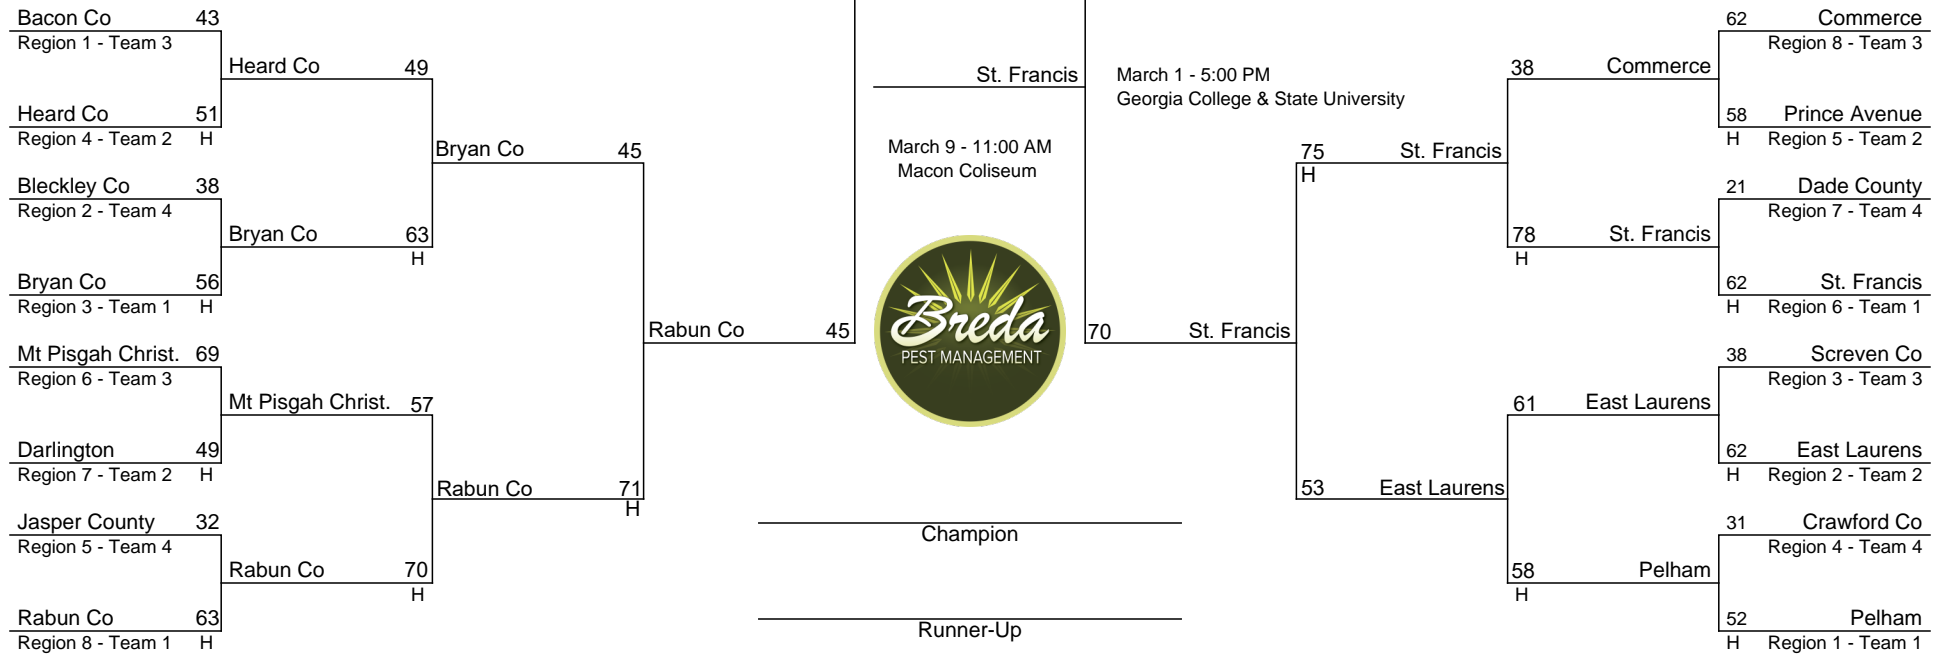 Bacon Co 43
Region 1 - Team 3
Heard Co 49
Heard Co 51
Region 4 - Team 2 H
Bryan Co 45
Bleckley Co 38
Region 2 - Team 4
Bryan Co 63
H
Bryan Co 56
Region 3 - Team 1 H
Rabun Co 45
Mt Pisgah Christ. 69
Region 6 - Team 3
Mt Pisgah Christ. 57
Darlington 49
Region 7 - Team 2 H
Rabun Co 71
H
Jasper County 32
Region 5 - Team 4
Rabun Co 70
H
Rabun Co 63
Region 8 - Team 1 H
St. Francis
March 9 - 11:00 AM
Macon Coliseum
Breda
PEST MANAGEMENT
Champion
Runner-Up
March 1 - 5:00 PM
Georgia College & State University
62 Commerce
Region 8 - Team 3
38 Commerce
58 Prince Avenue
H Region 5 - Team 2
75 St. Francis
H
21 Dade County
Region 7 - Team 4
78 St. Francis
H
62 St. Francis
H Region 6 - Team 1
70 St. Francis
38 Screven Co
Region 3 - Team 3
61 East Laurens
62 East Laurens
H Region 2 - Team 2
53 East Laurens
31 Crawford Co
Region 4 - Team 4
58 Pelham
H
52 Pelham
H Region 1 - Team 1